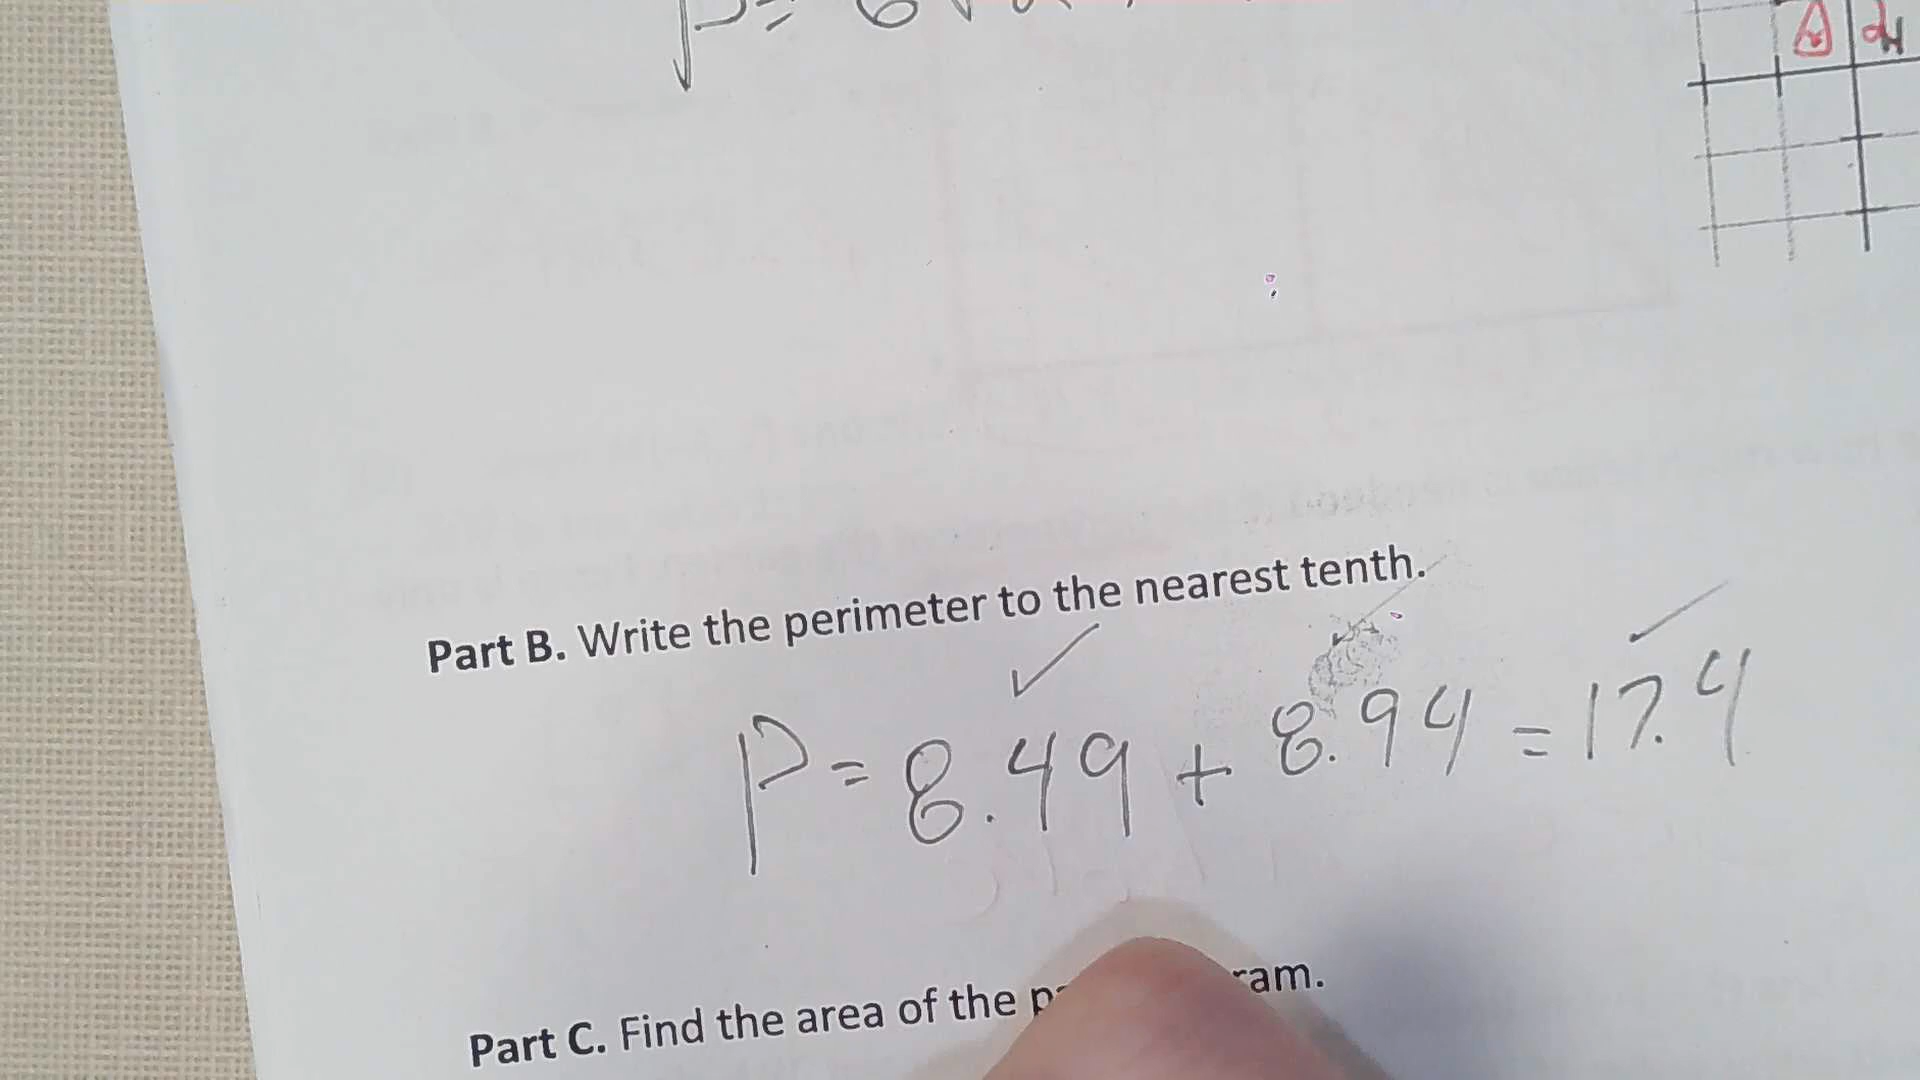 Part B. Write the perimeter to the nearest tenth.
P = 8.49 + 8.94 = 17.4
Part C. Find the area of the